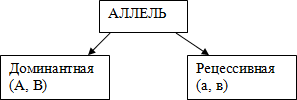 АЛЛЕЛЬ
Доминантная
(А, В)
Рецессивная
(а, в)